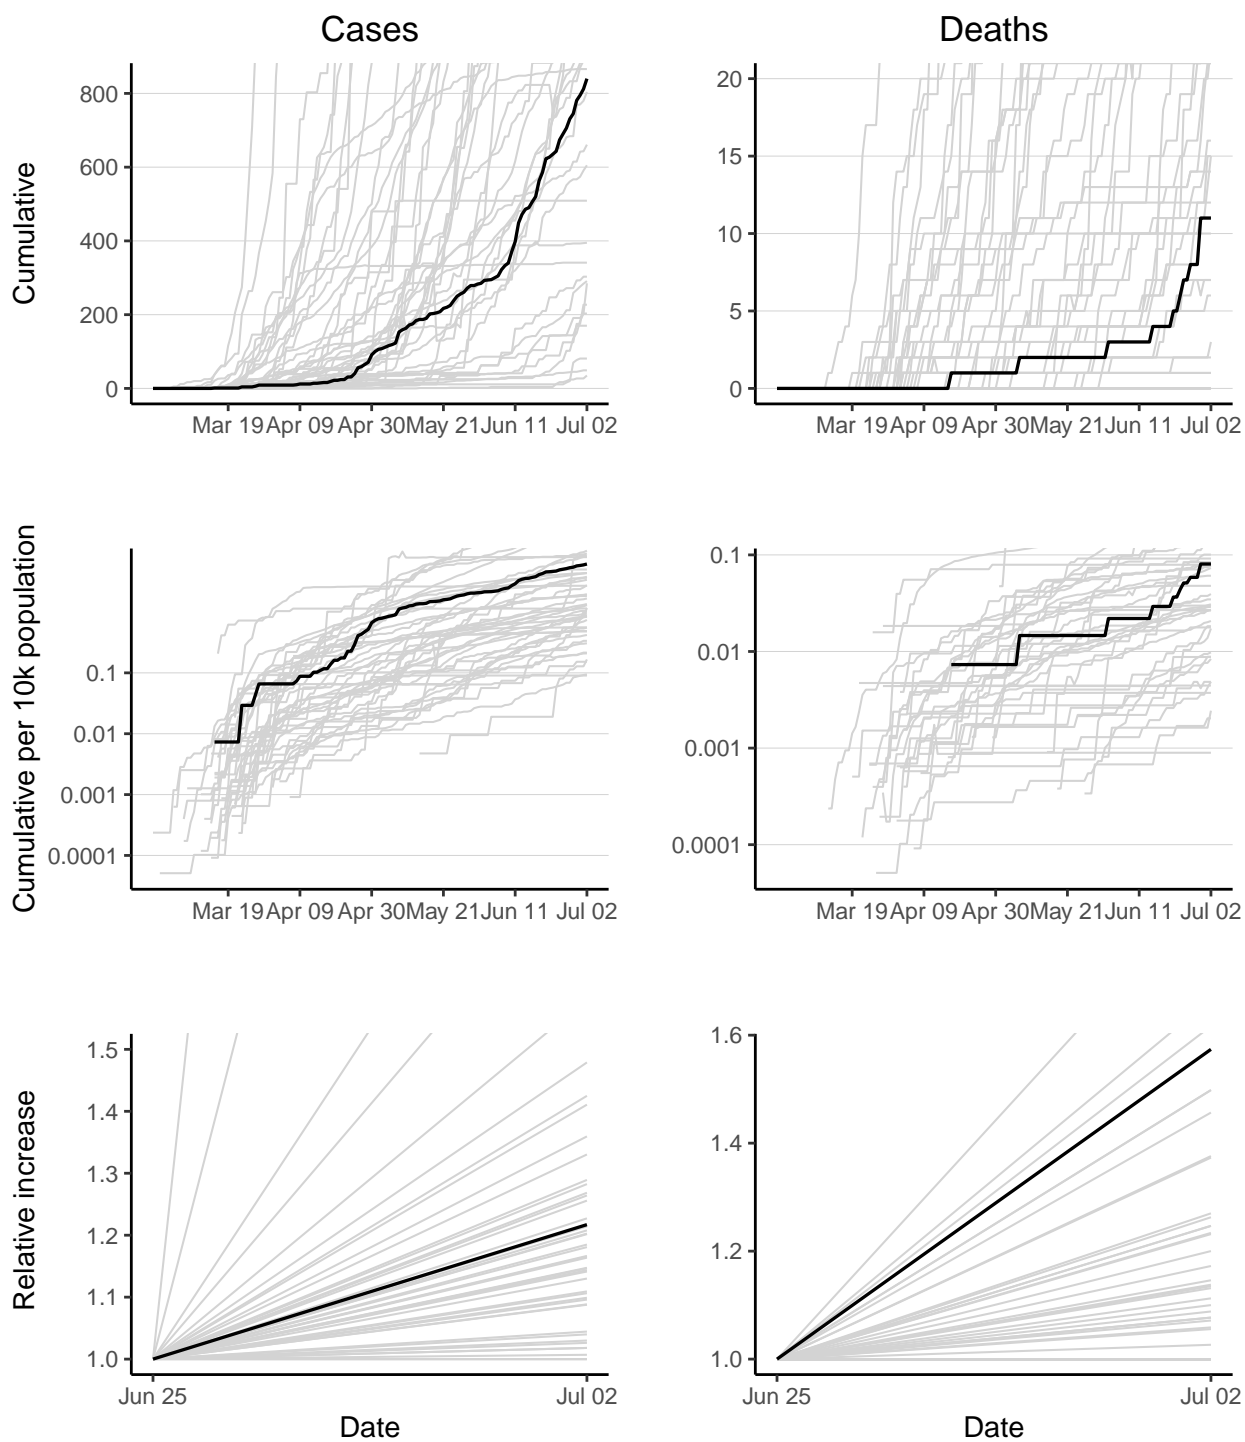 Cases
Deaths
Cumulative
800
600
400
200
0
Mar 19 Apr 09 Apr 30 May 21 Jun 11 Jul 02
20
15
10
5
0
Mar 19 Apr 09 Apr 30 May 21 Jun 11 Jul 02
Cumulative per 10k population
0.1
0.01
0.001
0.0001
Mar 19 Apr 09 Apr 30 May 21 Jun 11 Jul 02
0.1
0.01
0.001
0.0001
Mar 19 Apr 09 Apr 30 May 21 Jun 11 Jul 02
Relative increase
1.5
1.4
1.3
1.2
1.1
1.0
Jun 25 Jul 02
Date
1.6
1.4
1.2
1.0
Jun 25 Jul 02
Date